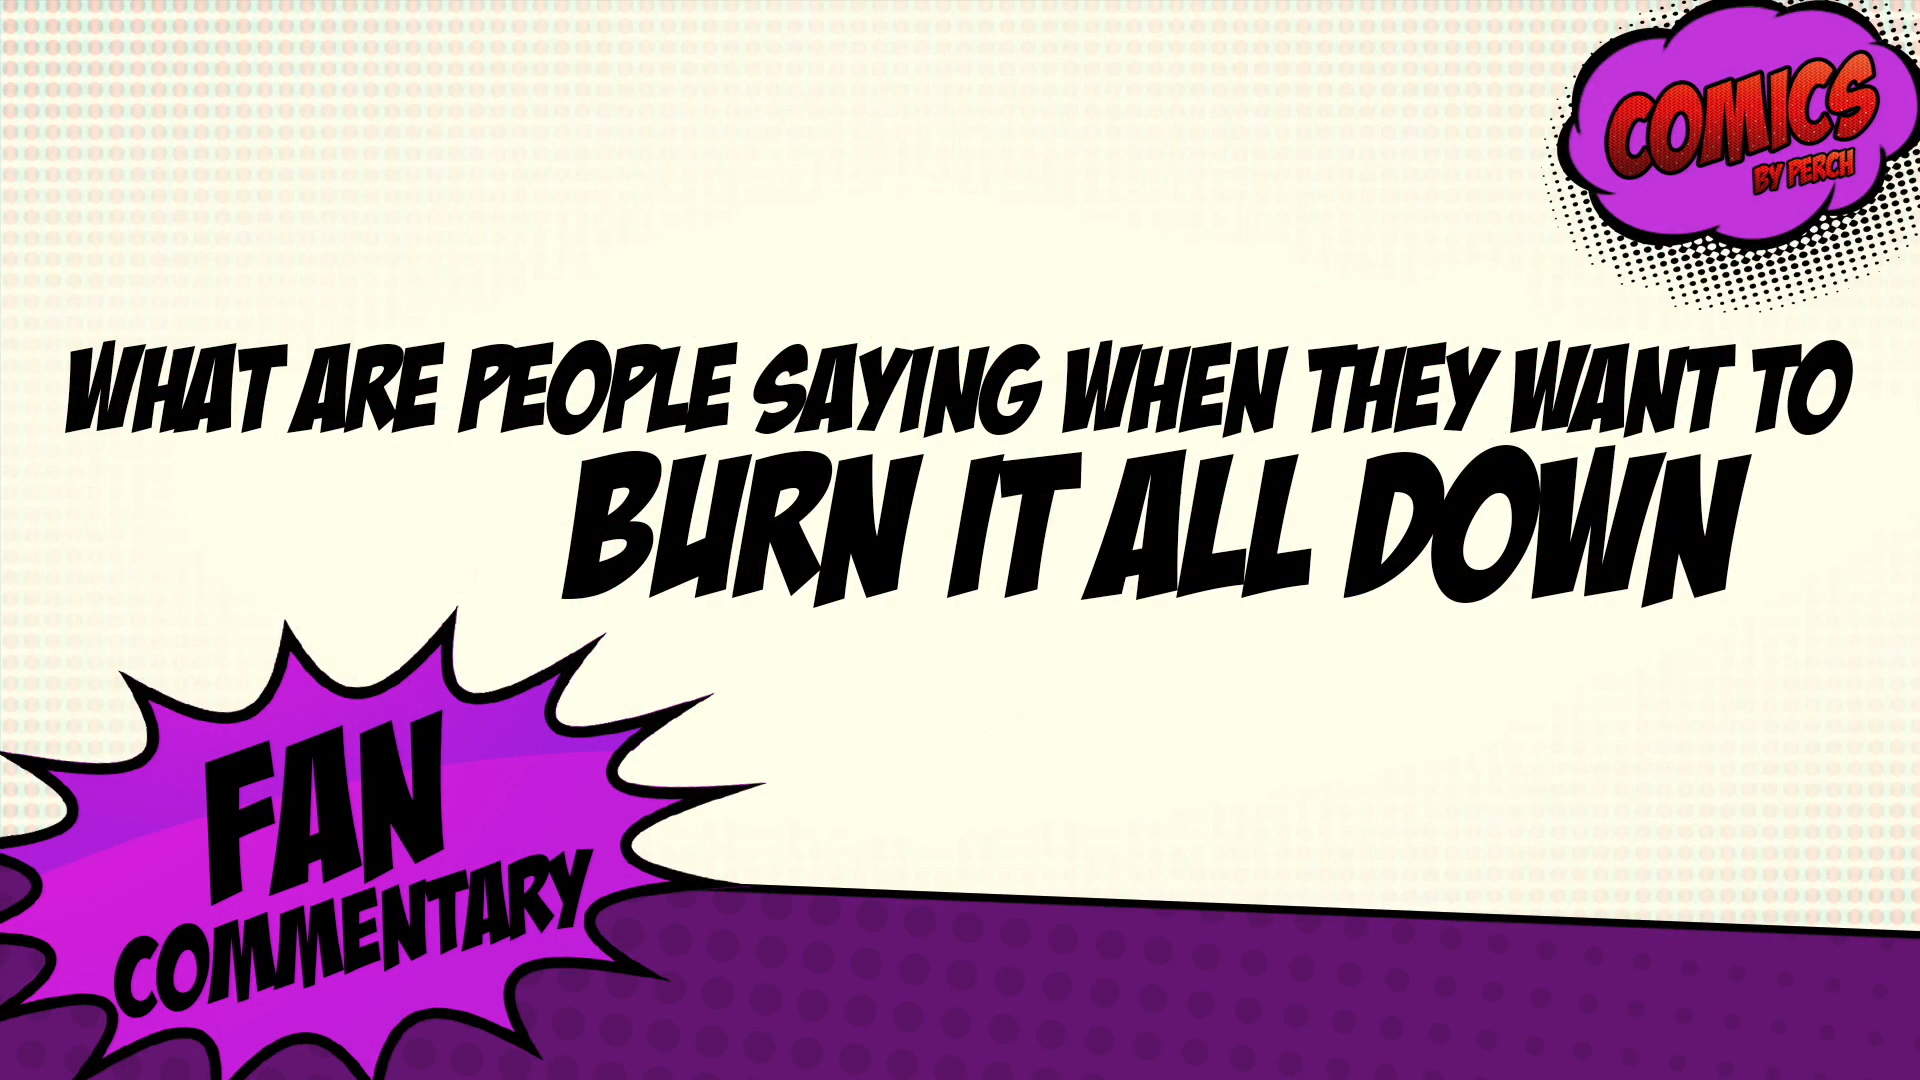 COMICS
BY PERCH
WHAT ARE PEOPLE SAYING WHEN THEY WANT TO
BURN IT ALL DOWN
FAN
COMMENTARY